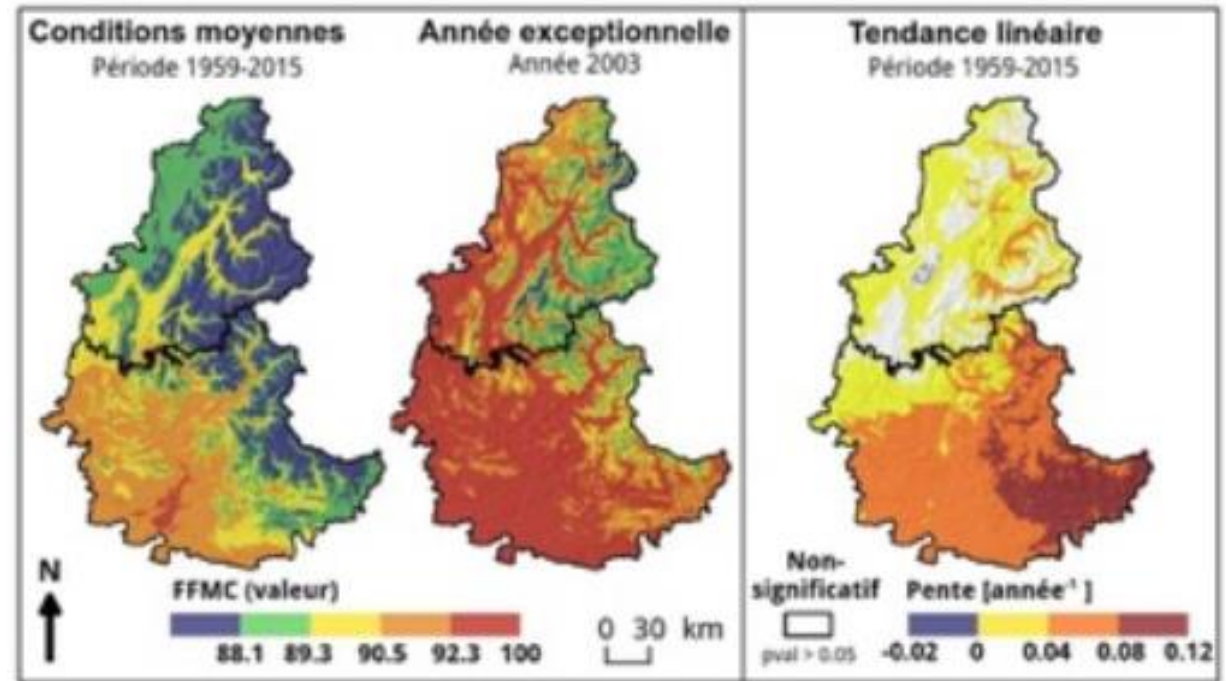 Conditions moyennes
Période 1959-2015
Année exceptionnelle
Année 2003
Tendance linéaire
Période 1959-2015
N
FFMC (valeur)
88.1 89.3 90.5 92.3 100
0 30 km
Non-
significatif
pval > 0.05
Pente [année⁻¹ ]
-0.02 0 0.04 0.08 0.12